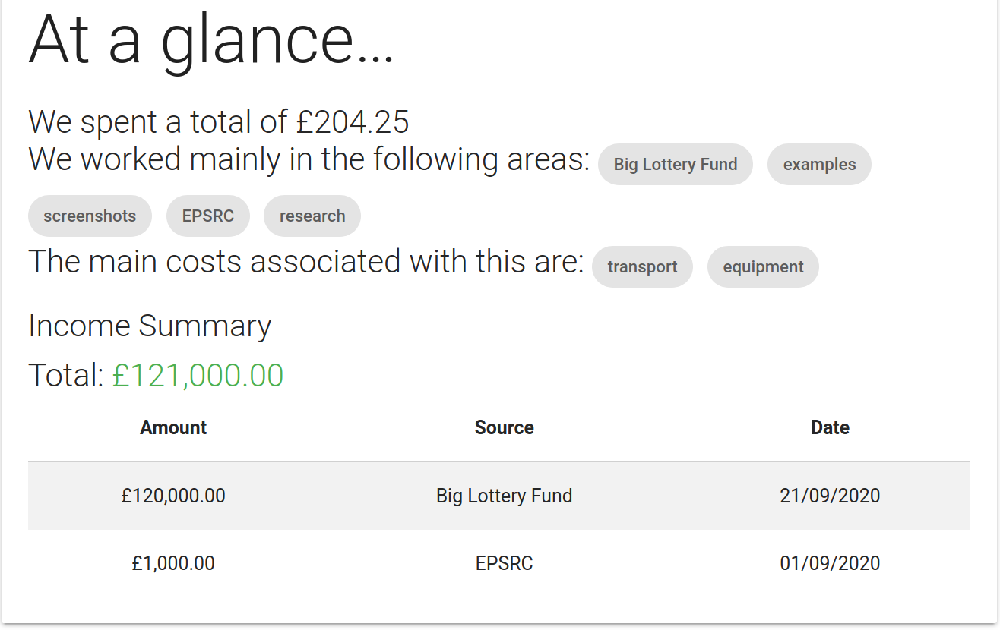 At a glance...
We spent a total of £204.25
We worked mainly in the following areas: Big Lottery Fund examples
screenshots EPSRC research
The main costs associated with this are: transport equipment
Income Summary
Total: £121,000.00
Amount Source Date
£120,000.00 Big Lottery Fund 21/09/2020
£1,000.00 EPSRC 01/09/2020